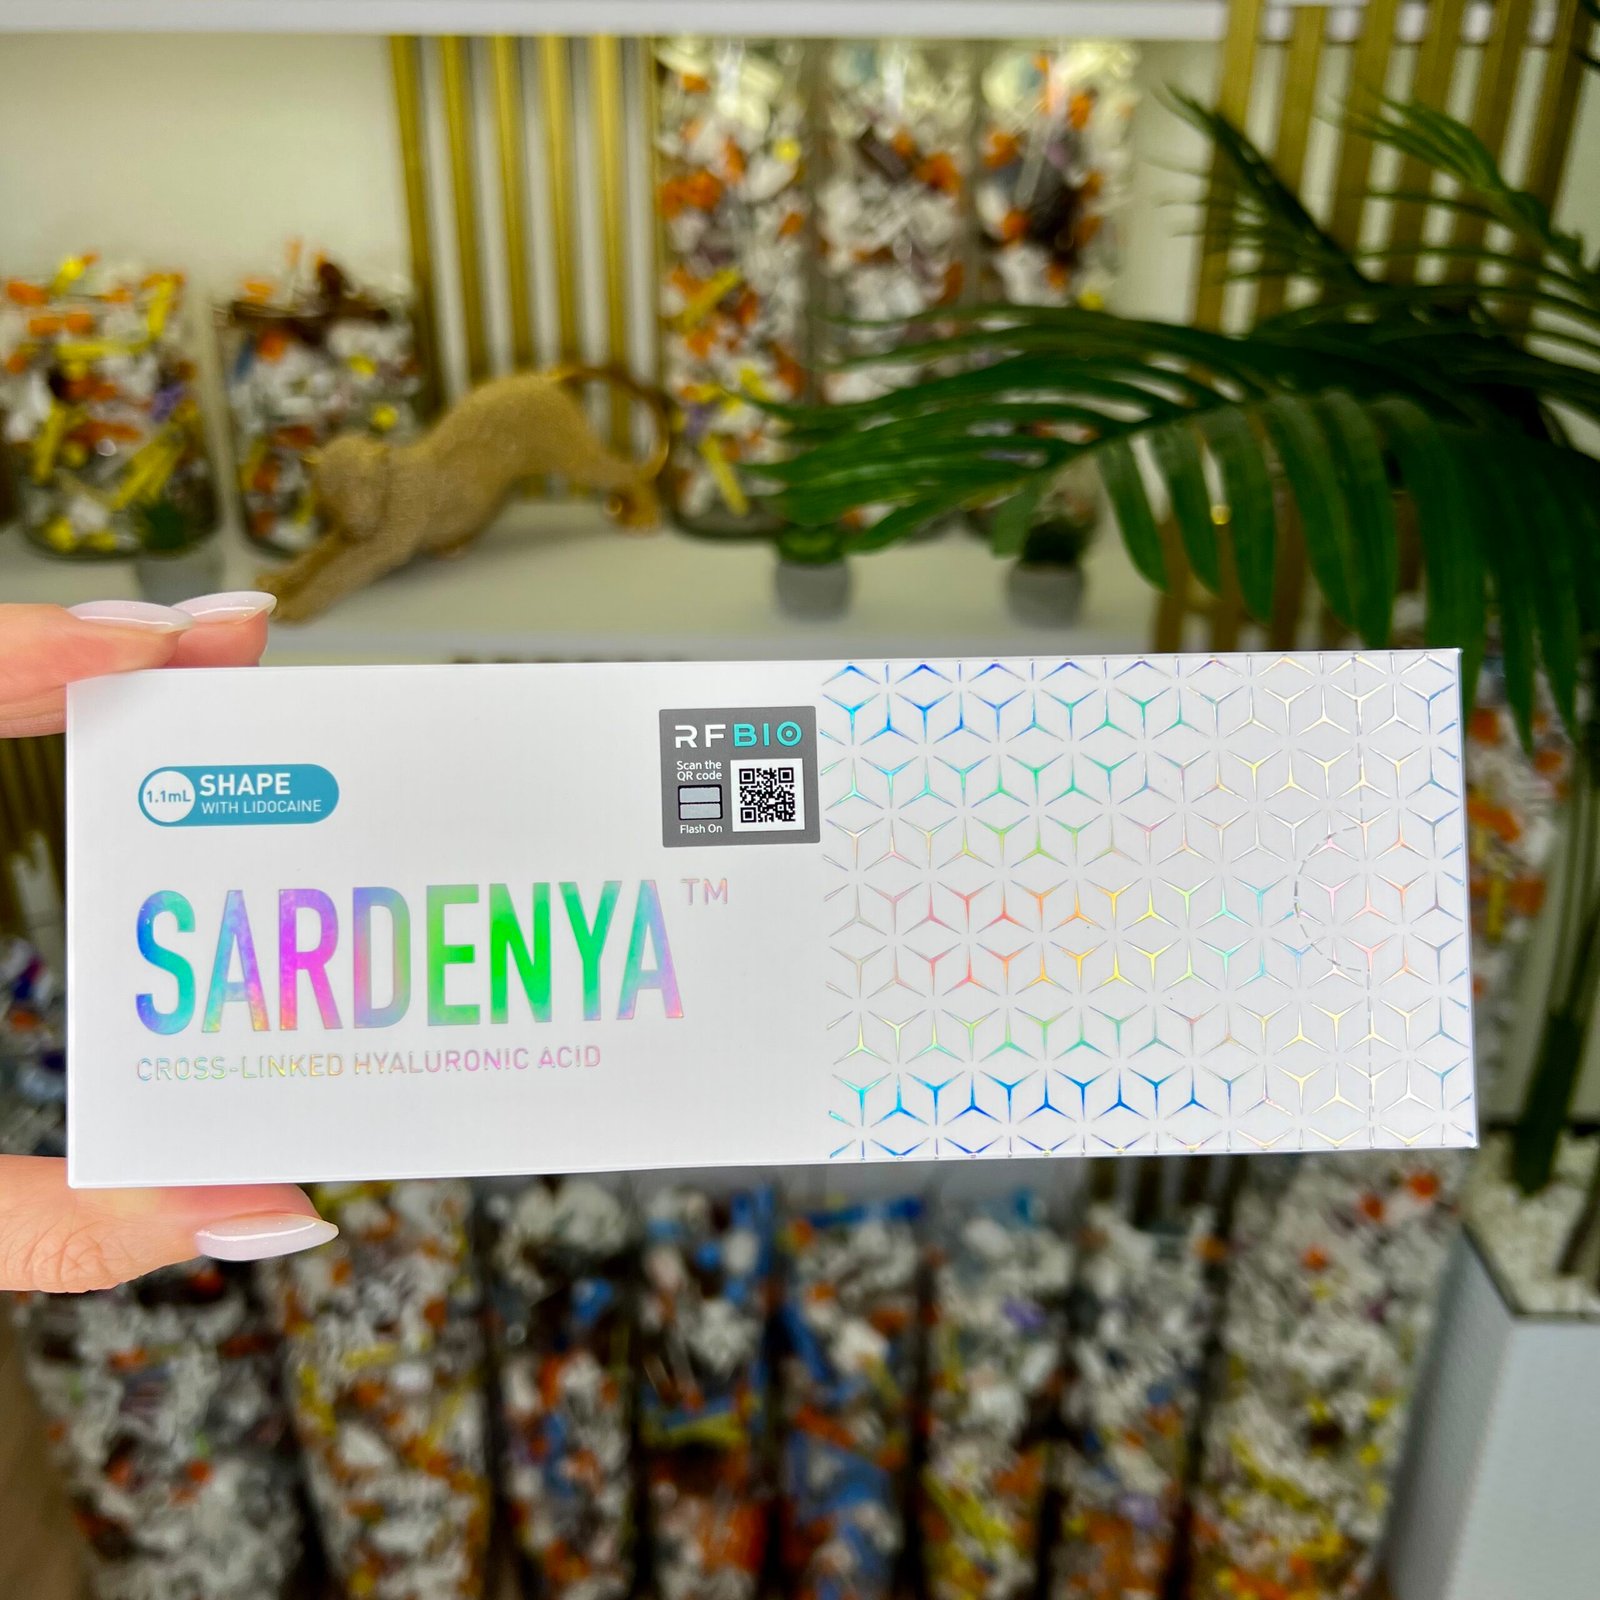 1.1mL
SHAPE
WITH LIDOCAINE
RFBIO
Scan the
QR code
Flash On
SARDENYA™
CROSS-LINKED HYALURONIC ACID